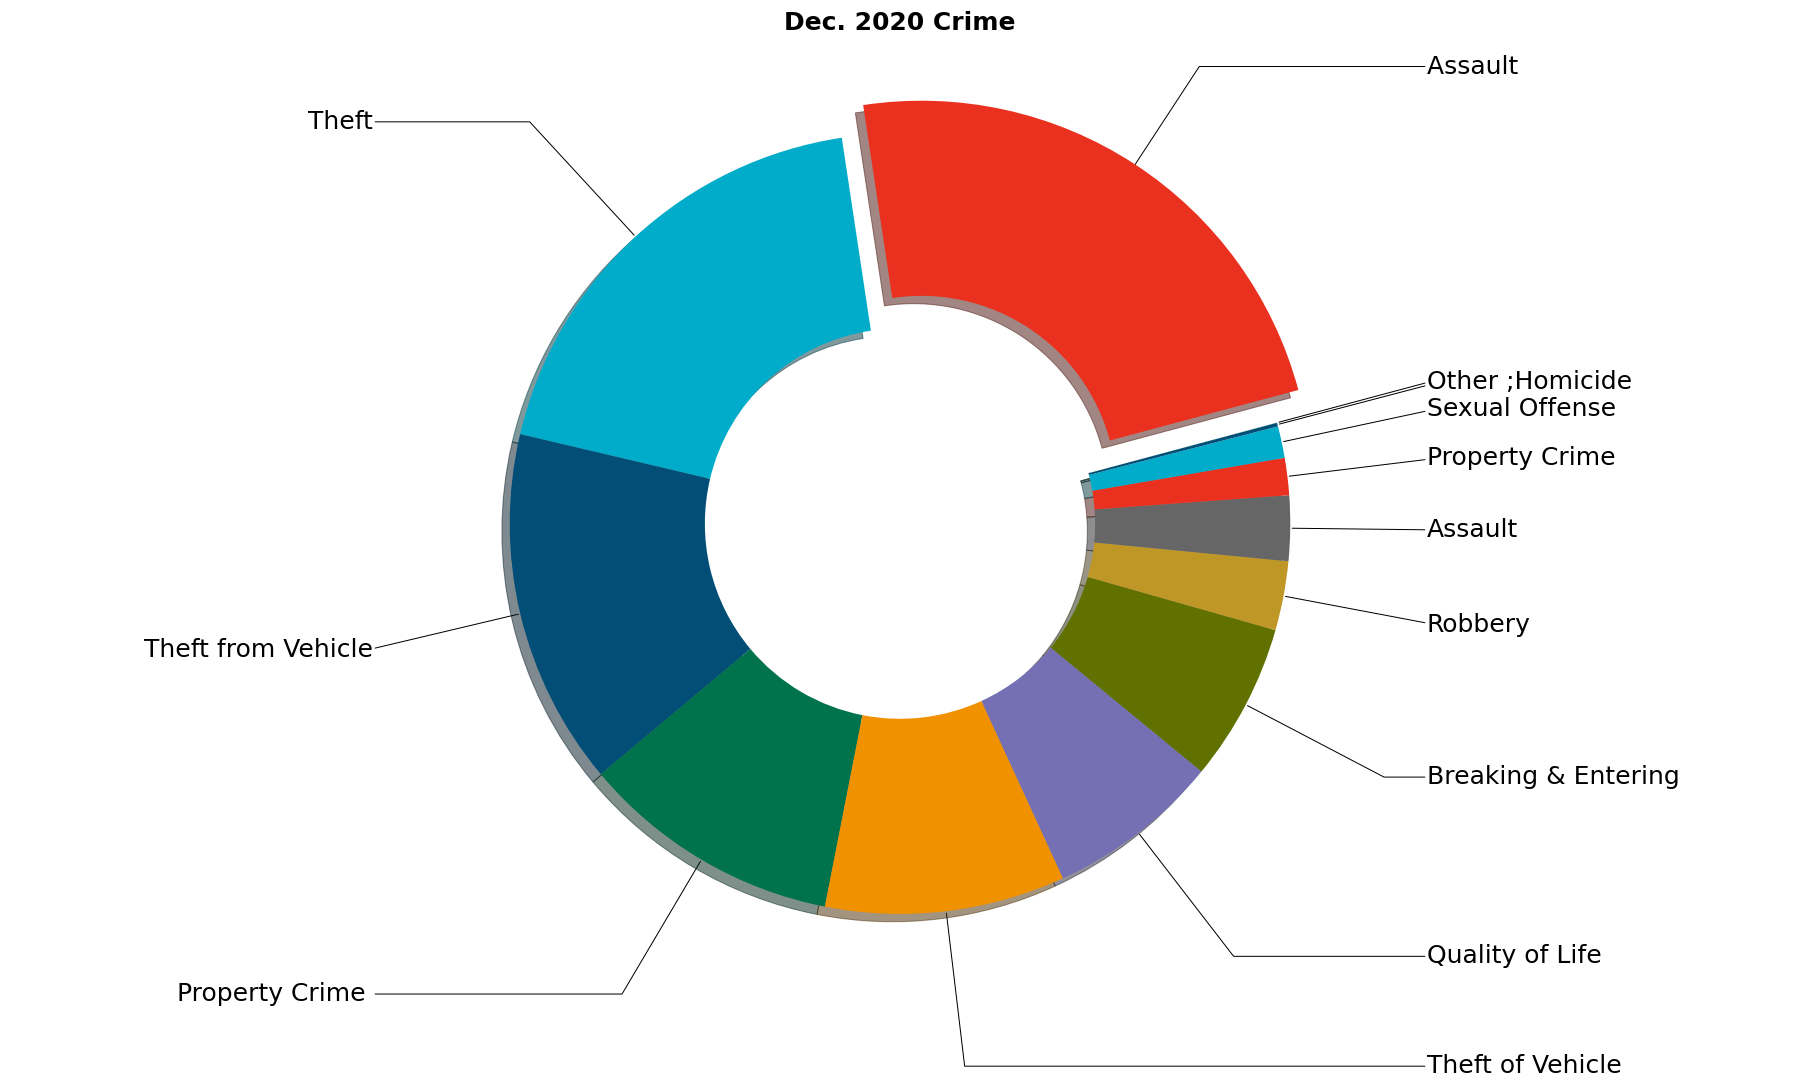 Dec. 2020 Crime
Assault
Theft
Other ;Homicide
Sexual Offense
Property Crime
Assault
Robbery
Theft from Vehicle
Breaking & Entering
Quality of Life
Property Crime
Theft of Vehicle